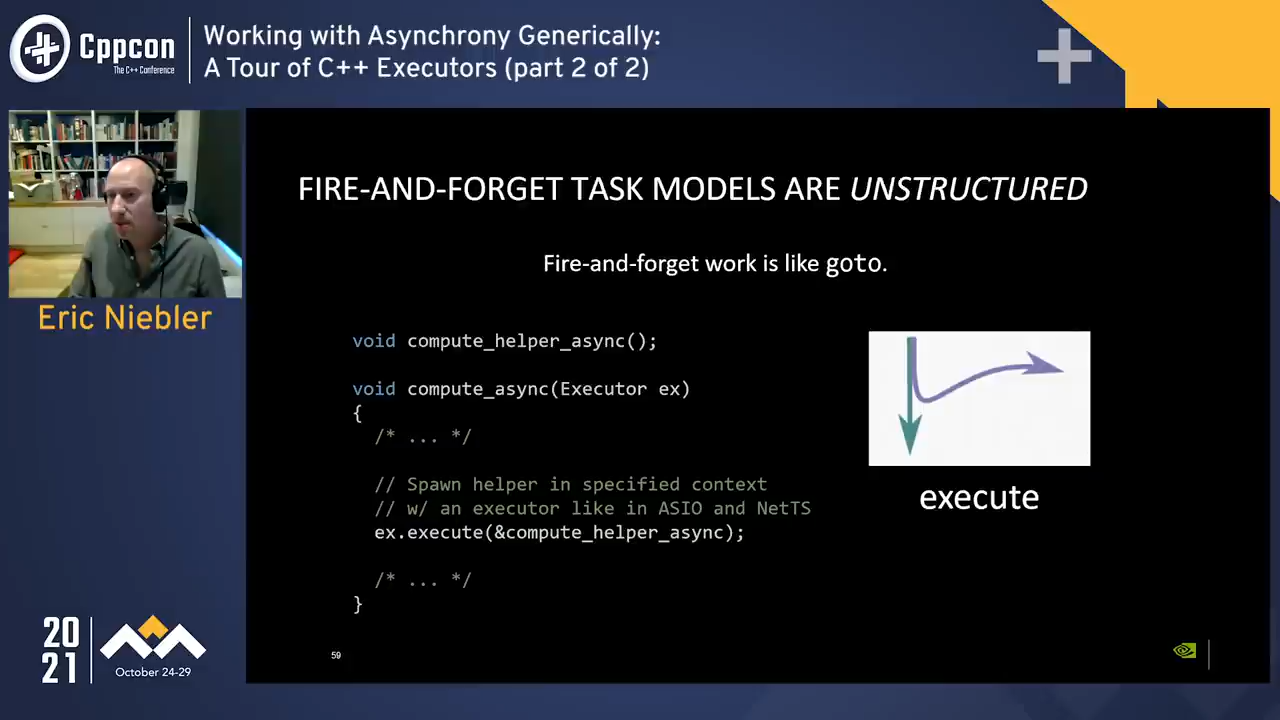 Cppcon
The C++ Conference
Working with Asynchrony Generically:
A Tour of C++ Executors (part 2 of 2)
Eric Niebler
FIRE-AND-FORGET TASK MODELS ARE UNSTRUCTURED
Fire-and-forget work is like goto.
void compute_helper_async();
void compute_async(Executor ex)
{
/* ... */
// Spawn helper in specified context
// w/ an executor like in ASIO and NetTS
ex.execute(&compute_helper_async);
/* ... */
}
execute
59
20
21
October 24-29